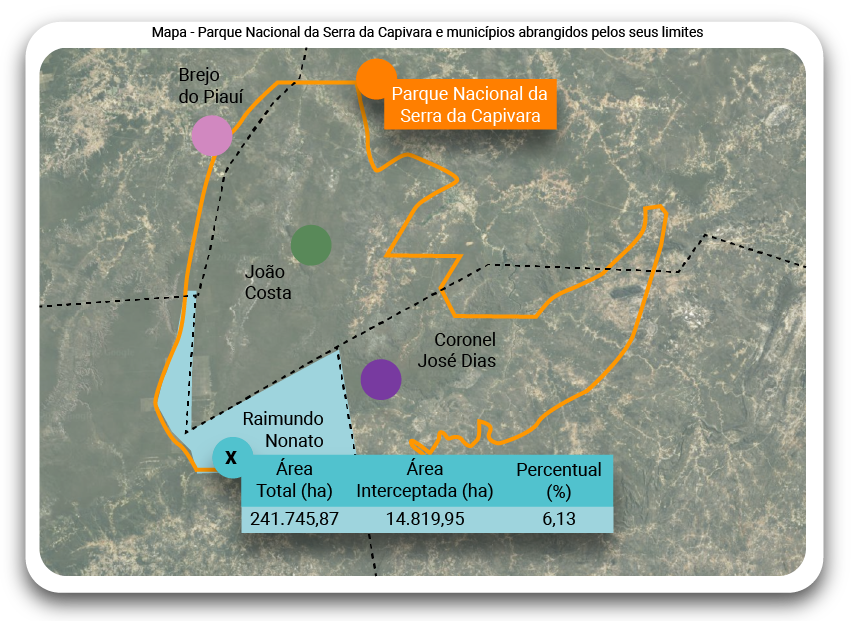 Mapa - Parque Nacional da Serra da Capivara e municípios abrangidos pelos seus limites
Brejo
do Piauí
Parque Nacional da
Serra da Capivara
João
Costa
Coronel
José Dias
Raimundo
Nonato
X
Área
Total (ha)
Área
Interceptada (ha)
Percentual
(%)
241.745,87
14.819,95
6,13